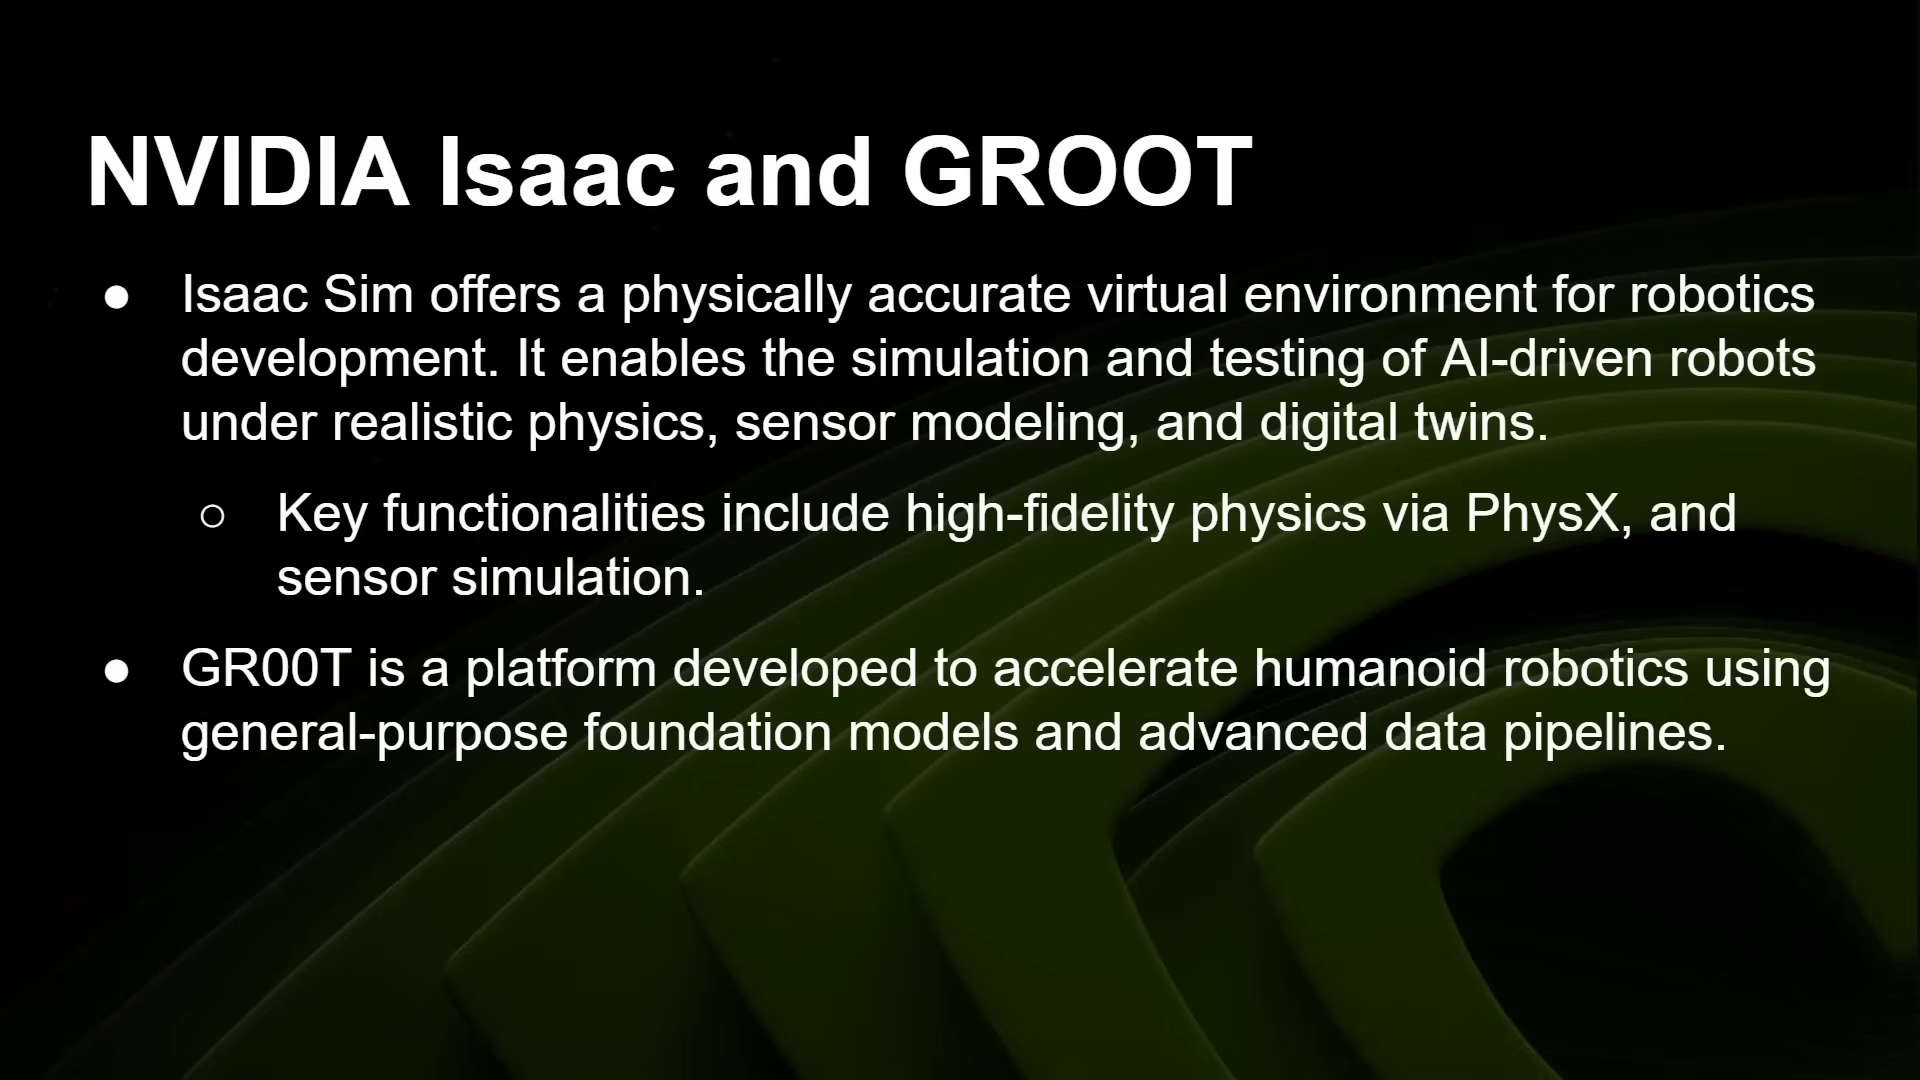 NVIDIA Isaac and GROOT
● Isaac Sim offers a physically accurate virtual environment for robotics
development. It enables the simulation and testing of AI-driven robots
under realistic physics, sensor modeling, and digital twins.
○ Key functionalities include high-fidelity physics via PhysX, and
sensor simulation.
● GR00T is a platform developed to accelerate humanoid robotics using
general-purpose foundation models and advanced data pipelines.